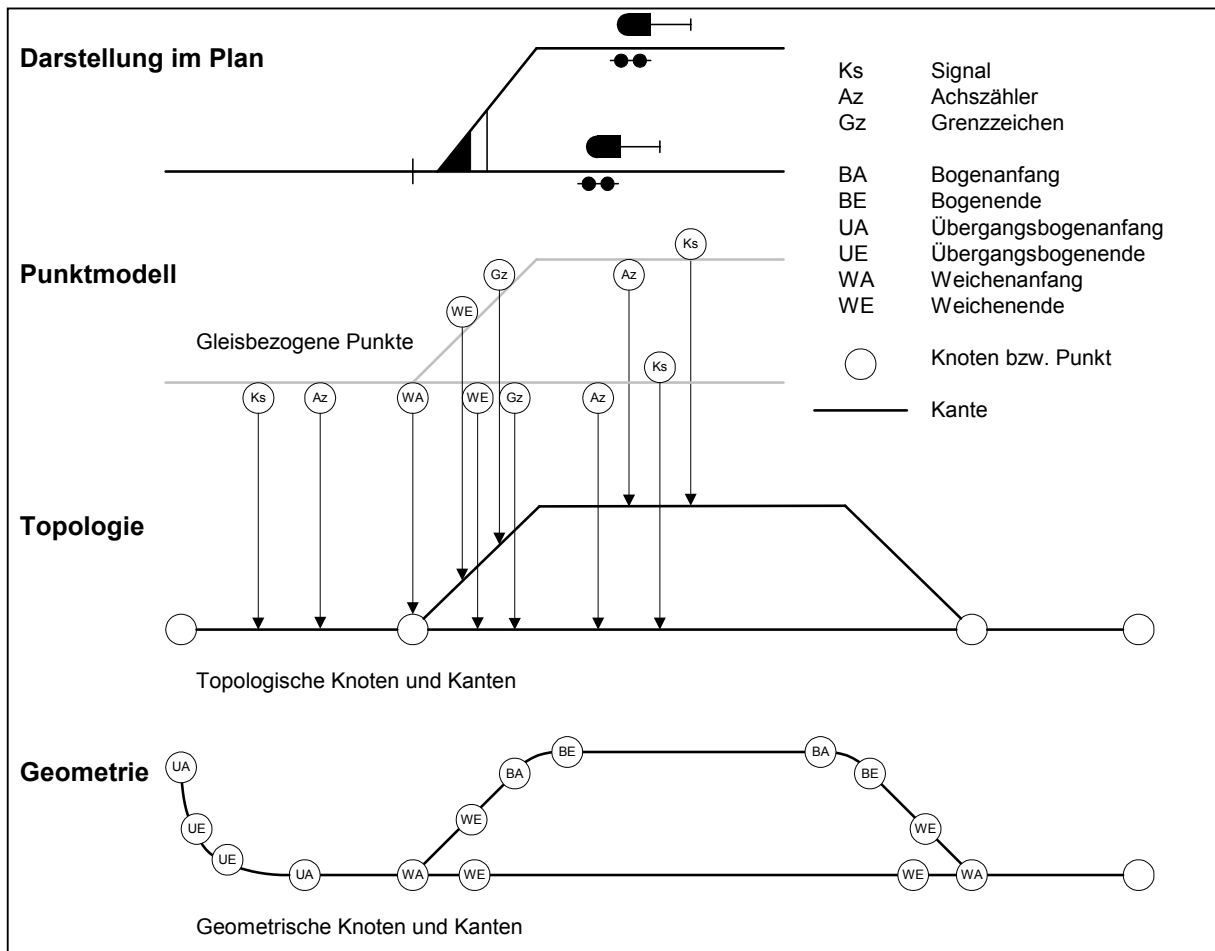 Darstellung im Plan
Ks Signal
Az Achszähler
Gz Grenzzeichen
BA Bogenanfang
BE Bogenende
UA Übergangsbogenanfang
UE Übergangsbogenende
WA Weichenanfang
WE Weichenende
Knoten bzw. Punkt
Kante
Punktmodell
Ks
Gz
Az
WE
Gleisbezogene Punkte
Ks
Ks
Az
WA
WE
Gz
Az
Topologie
Topologische Knoten und Kanten
Geometrie
UA
BA
BE
BA
BE
UE
WE
WE
UE
UA
WA
WE
WE
WA
Geometrische Knoten und Kanten